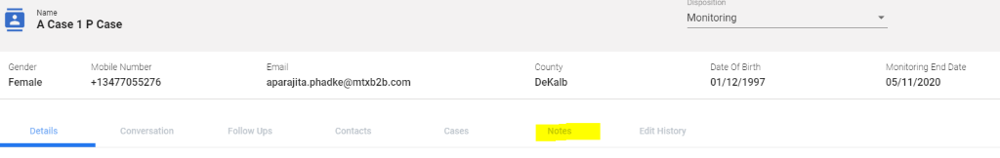 Name
A Case 1 P Case
Disposition
Monitoring
Gender Mobile Number Email County Date Of Birth Monitoring End Date
Female +13477055276 aparajita.phadke@mtxb2b.com DeKalb 01/12/1997 05/11/2020
Details Conversation Follow Ups Contacts Cases Notes Edit History